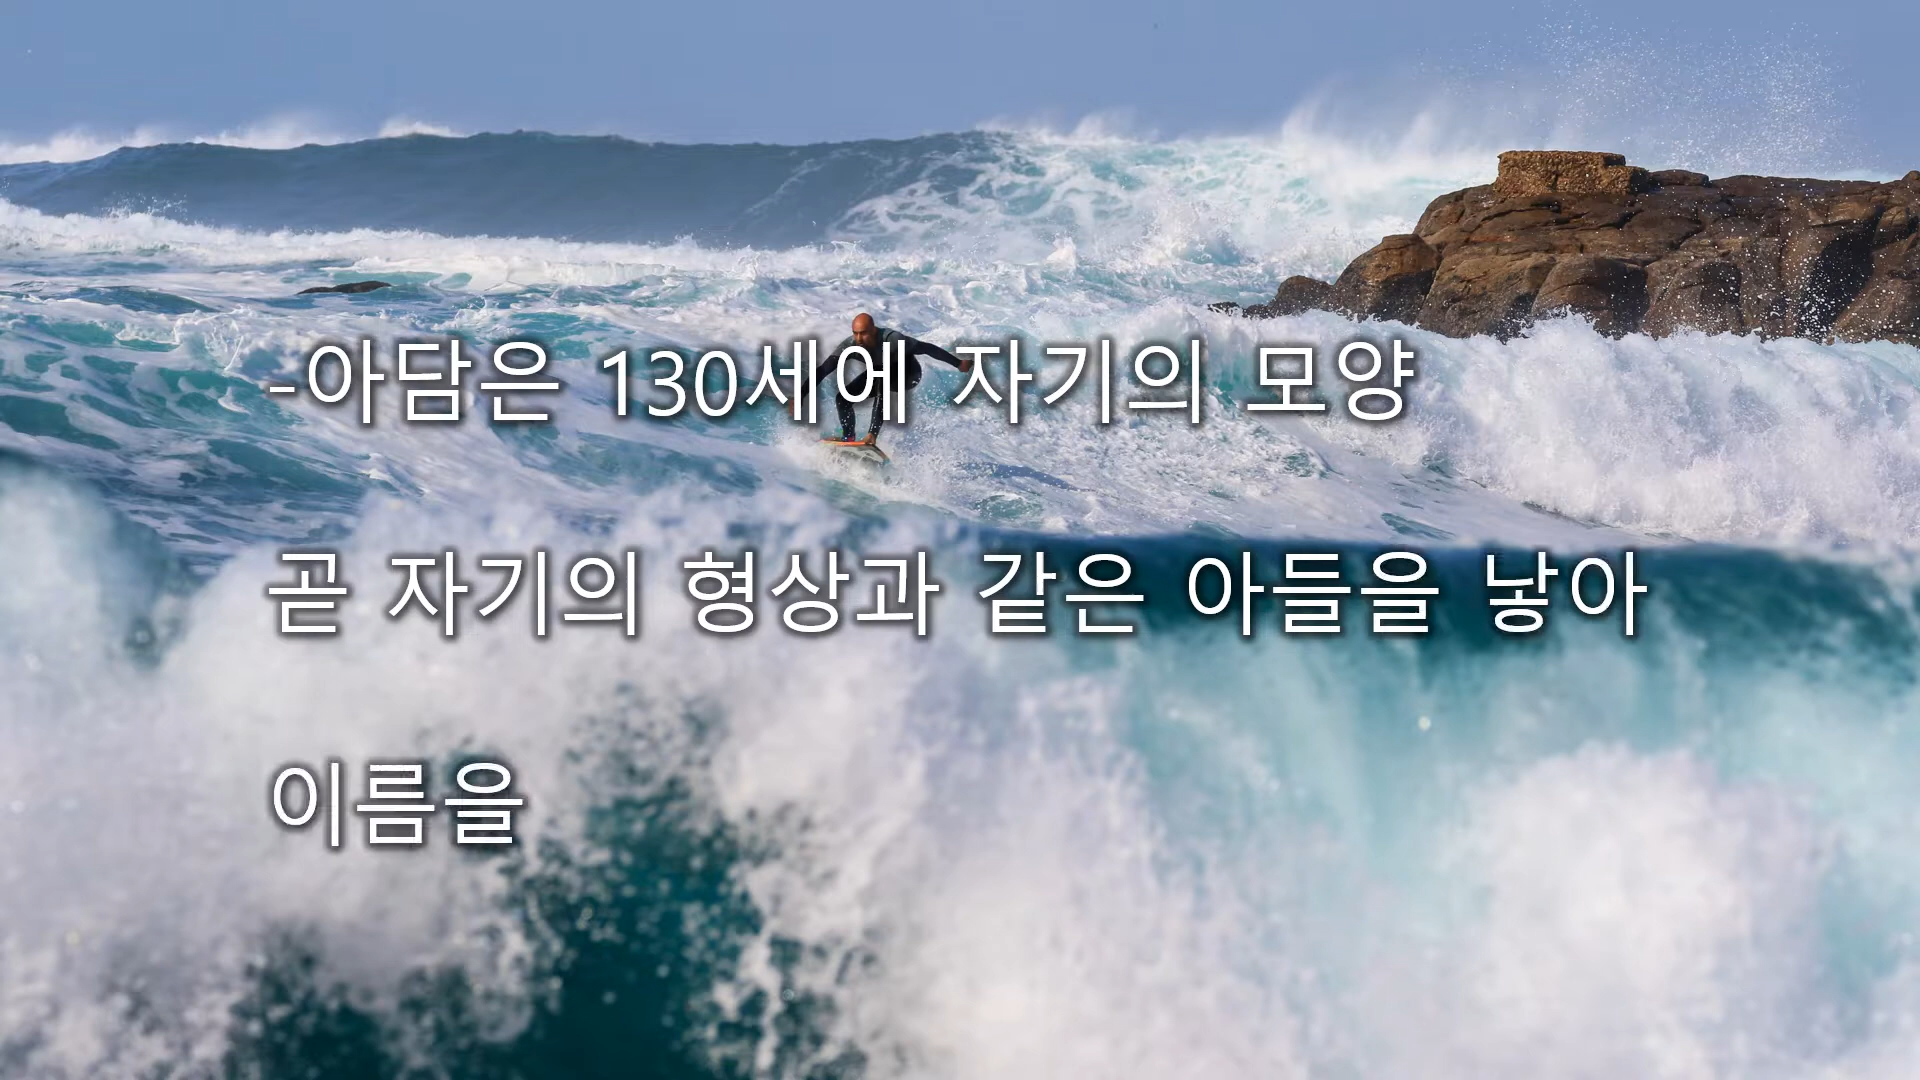 -아담은 130세에 자기의 모양
곧 자기의 형상과 같은 아들을 낳아
이름을